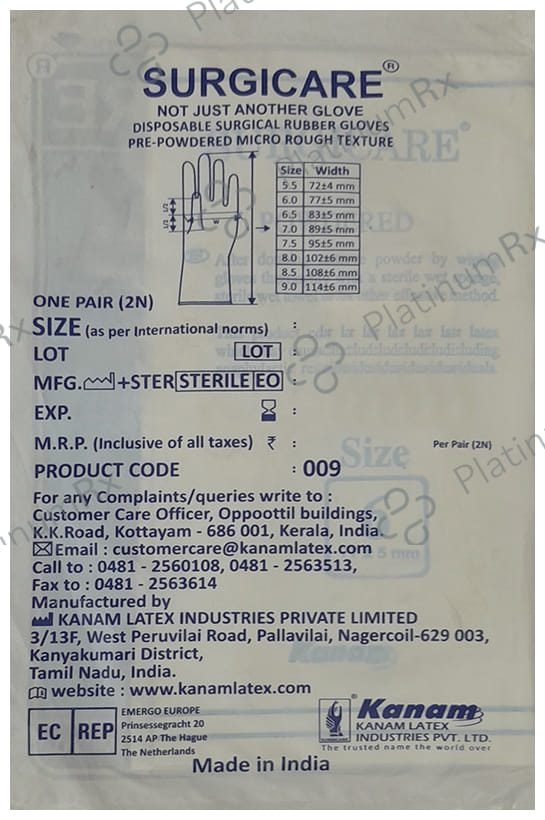 SURGICARE®
NOT JUST ANOTHER GLOVE
DISPOSABLE SURGICAL RUBBER GLOVES
PRE-POWDERED MICRO ROUGH TEXTURE
Size Width
5.5 72±4 mm
6.0 77±5 mm
6.5 83±5 mm
7.0 89±5 mm
7.5 95±5 mm
8.0 102±6 mm
8.5 108±6 mm
9.0 114±6 mm
1/2
1/2
W
ONE PAIR (2N)
SIZE (as per International norms) :
LOT LOT :
MFG. +STER STERILE EO :
EXP. :
M.R.P. (Inclusive of all taxes) ₹ : Per Pair (2N)
PRODUCT CODE : 009
For any Complaints/queries write to :
Customer Care Officer, Oppoottil buildings,
K.K.Road, Kottayam - 686 001, Kerala, India.
Email : customercare@kanamlatex.com
Call to : 0481 - 2560108, 0481 - 2563513,
Fax to : 0481 - 2563614
Manufactured by
KANAM LATEX INDUSTRIES PRIVATE LIMITED
3/13F, West Peruvilai Road, Pallavilai, Nagercoil-629 003,
Kanyakumari District,
Tamil Nadu, India.
website : www.kanamlatex.com
EC REP
EMERGO EUROPE
Prinsessegracht 20
2514 AP The Hague
The Netherlands
Kanam
KANAM LATEX
INDUSTRIES PVT. LTD.
The trusted name the world over
Made in India
Size
PlatinumRx
PlatinumRx
PlatinumRx